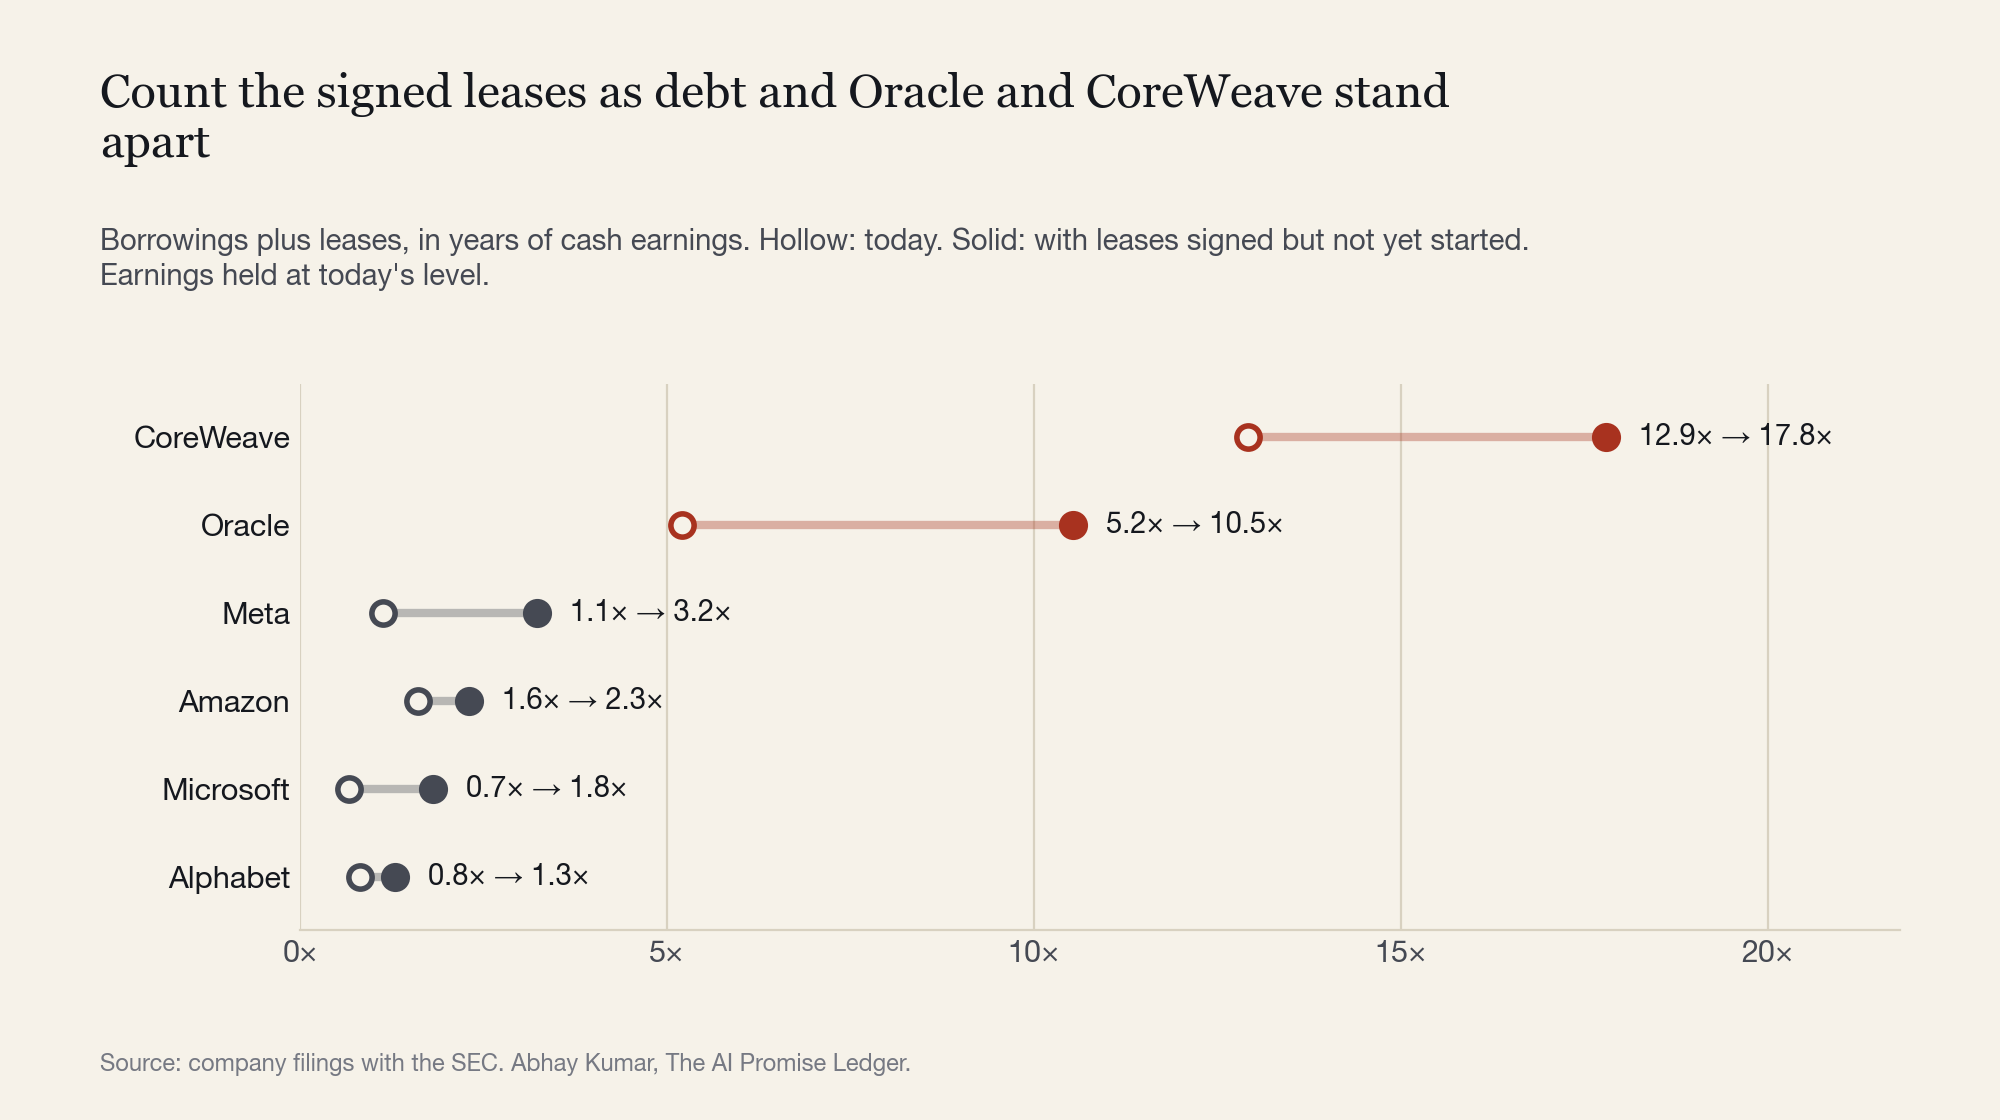 Count the signed leases as debt and Oracle and CoreWeave stand
apart
Borrowings plus leases, in years of cash earnings. Hollow: today. Solid: with leases signed but not yet started.
Earnings held at today's level.
CoreWeave
12.9× → 17.8×
Oracle
5.2× → 10.5×
Meta
1.1× → 3.2×
Amazon
1.6× → 2.3×
Microsoft
0.7× → 1.8×
Alphabet
0.8× → 1.3×
0× 5× 10× 15× 20×
Source: company filings with the SEC. Abhay Kumar, The AI Promise Ledger.